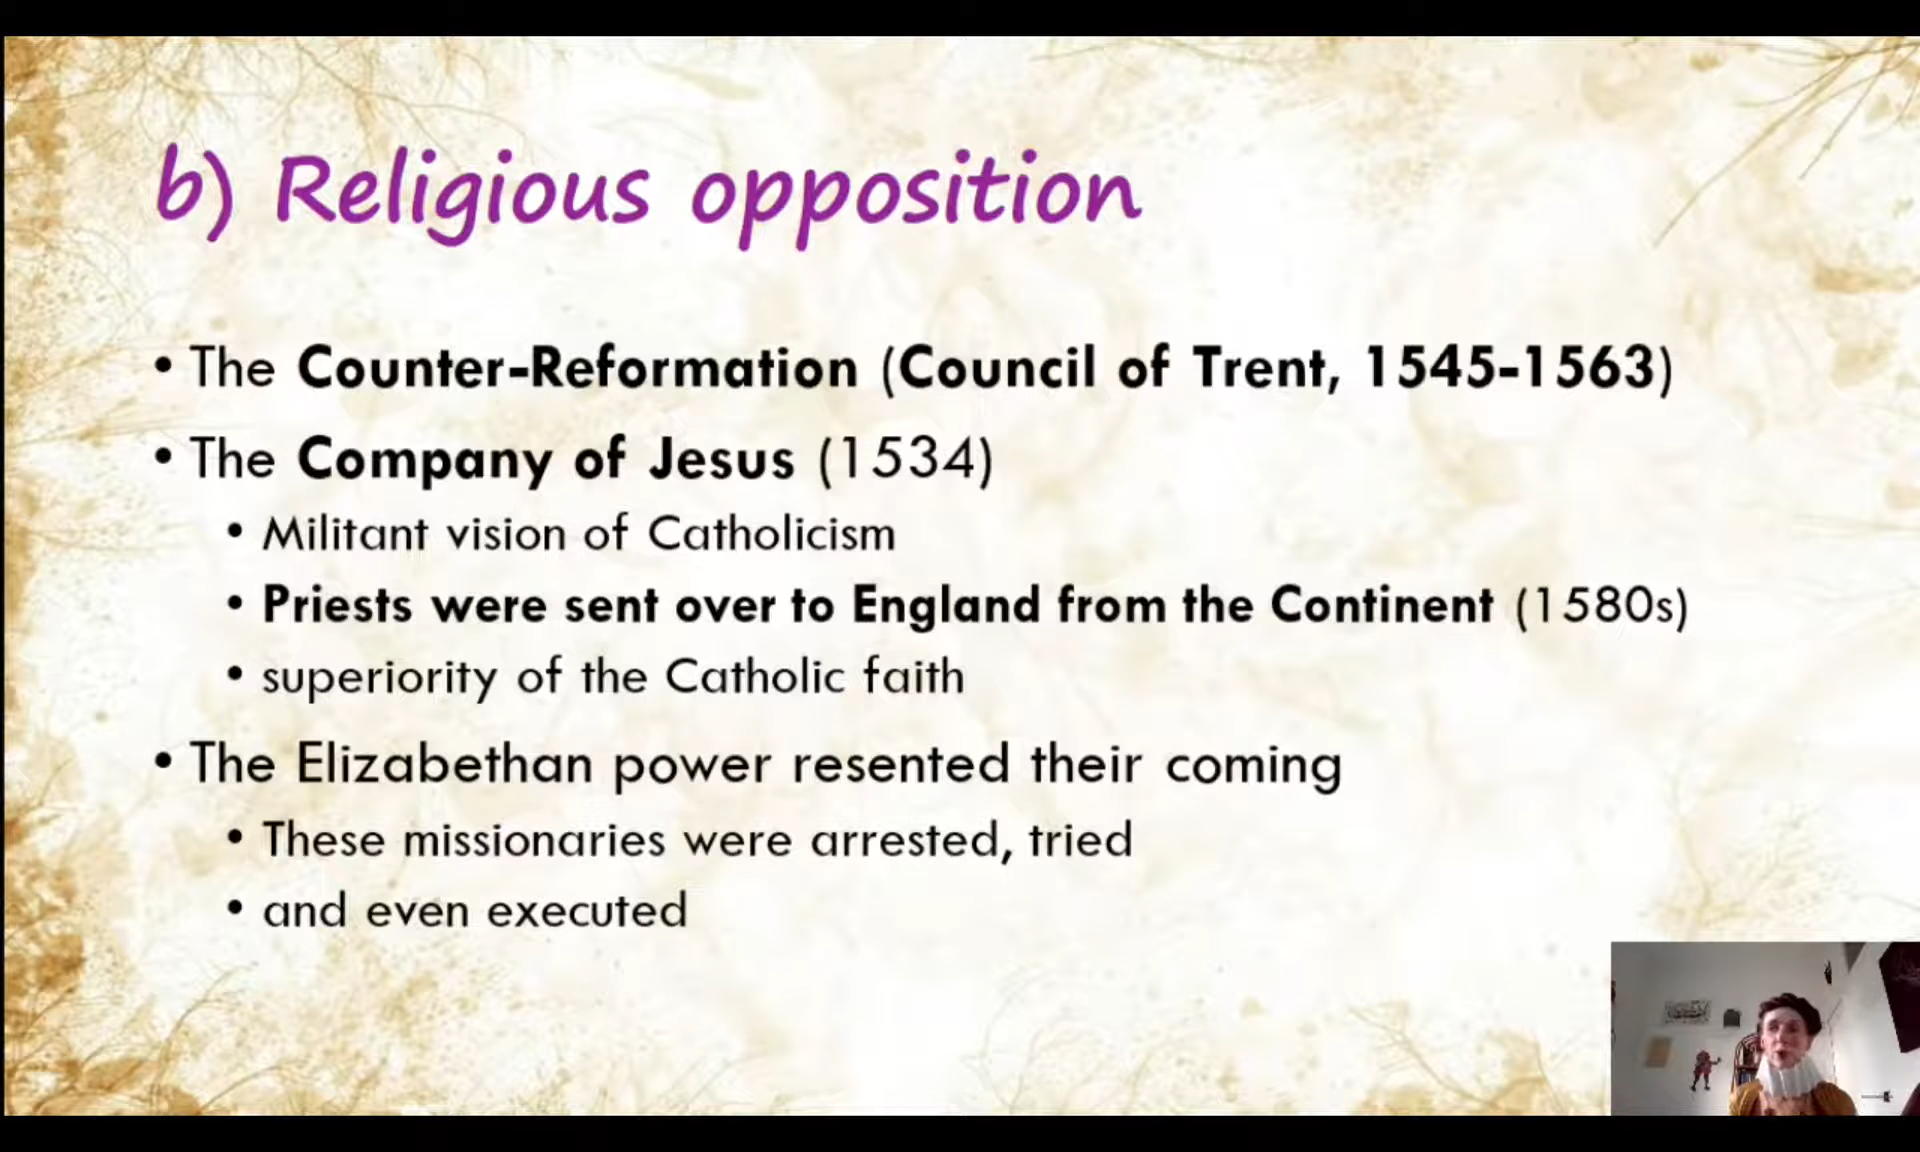 b) Religious opposition
• The Counter-Reformation (Council of Trent, 1545-1563)
• The Company of Jesus (1534)
• Militant vision of Catholicism
• Priests were sent over to England from the Continent (1580s)
• superiority of the Catholic faith
• The Elizabethan power resented their coming
• These missionaries were arrested, tried
• and even executed